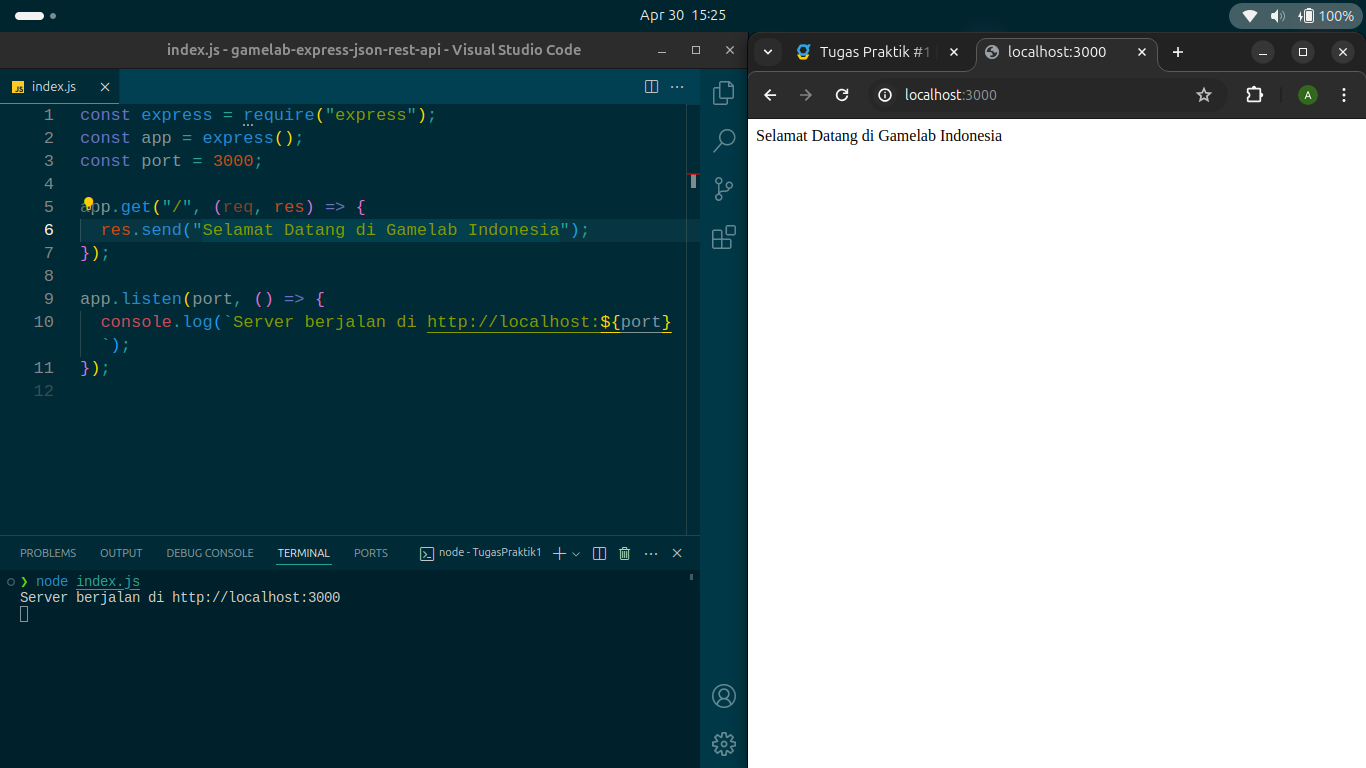 Apr 30 15:25
100%
index.js - gamelab-express-json-rest-api - Visual Studio Code
JS index.js
1 const express = require("express");
2 const app = express();
3 const port = 3000;
4
5 app.get("/", (req, res) => {
6 res.send("Selamat Datang di Gamelab Indonesia");
7 });
8
9 app.listen(port, () => {
10 console.log(`Server berjalan di http://localhost:${port}
`);
11 });
12
PROBLEMS OUTPUT DEBUG CONSOLE TERMINAL PORTS node - TugasPraktik1
❯ node index.js
Server berjalan di http://localhost:3000
Tugas Praktik #1
localhost:3000
localhost:3000
A
Selamat Datang di Gamelab Indonesia